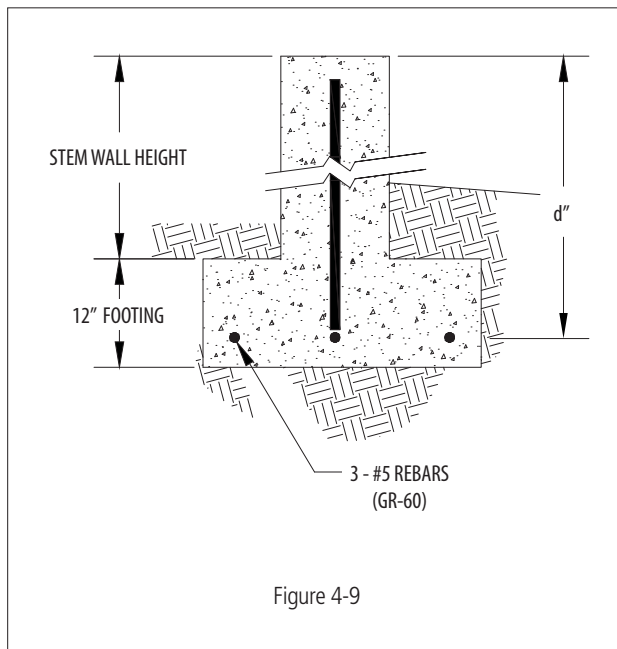 STEM WALL HEIGHT
d"
12" FOOTING
3 - #5 REBARS
(GR-60)
Figure 4-9